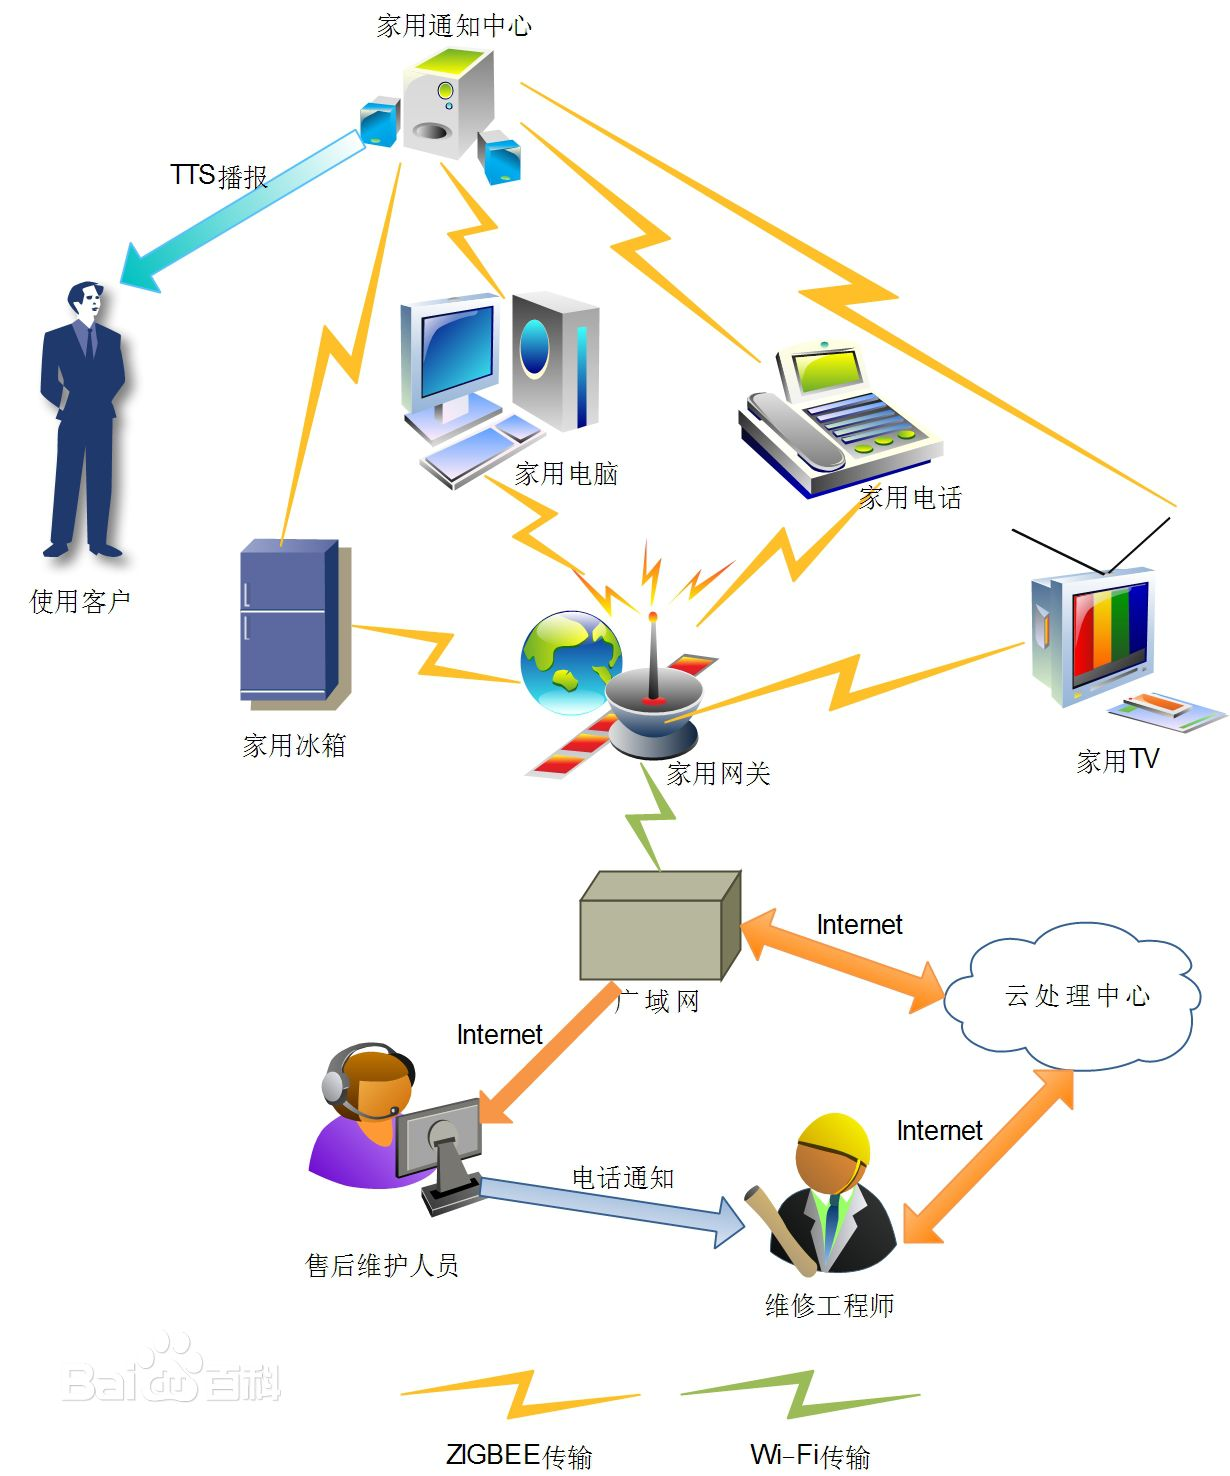 家用通知中心
TTS播报
家用电脑
家用电话
使用客户
家用冰箱
家用网关
家用TV
Internet
广域网
云处理中心
Internet
Internet
电话通知
售后维护人员
维修工程师
Bai百科
ZIGBEE传输
Wi-Fi传输